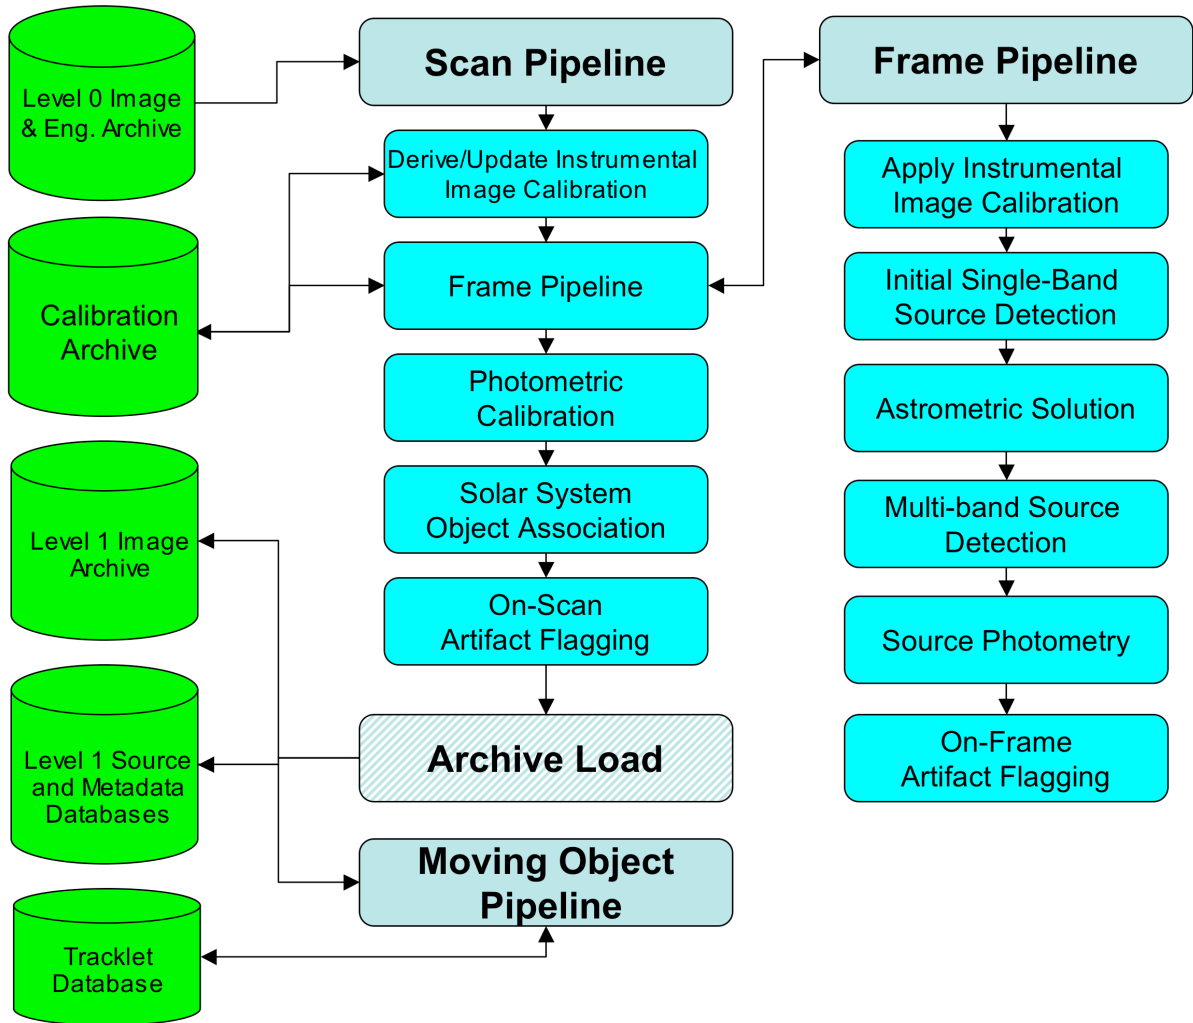 Level 0 Image
& Eng. Archive
Calibration
Archive
Level 1 Image
Archive
Level 1 Source
and Metadata
Databases
Tracklet
Database
Scan Pipeline
Derive/Update Instrumental
Image Calibration
Frame Pipeline
Photometric
Calibration
Solar System
Object Association
On-Scan
Artifact Flagging
Archive Load
Moving Object
Pipeline
Frame Pipeline
Apply Instrumental
Image Calibration
Initial Single-Band
Source Detection
Astrometric Solution
Multi-band Source
Detection
Source Photometry
On-Frame
Artifact Flagging